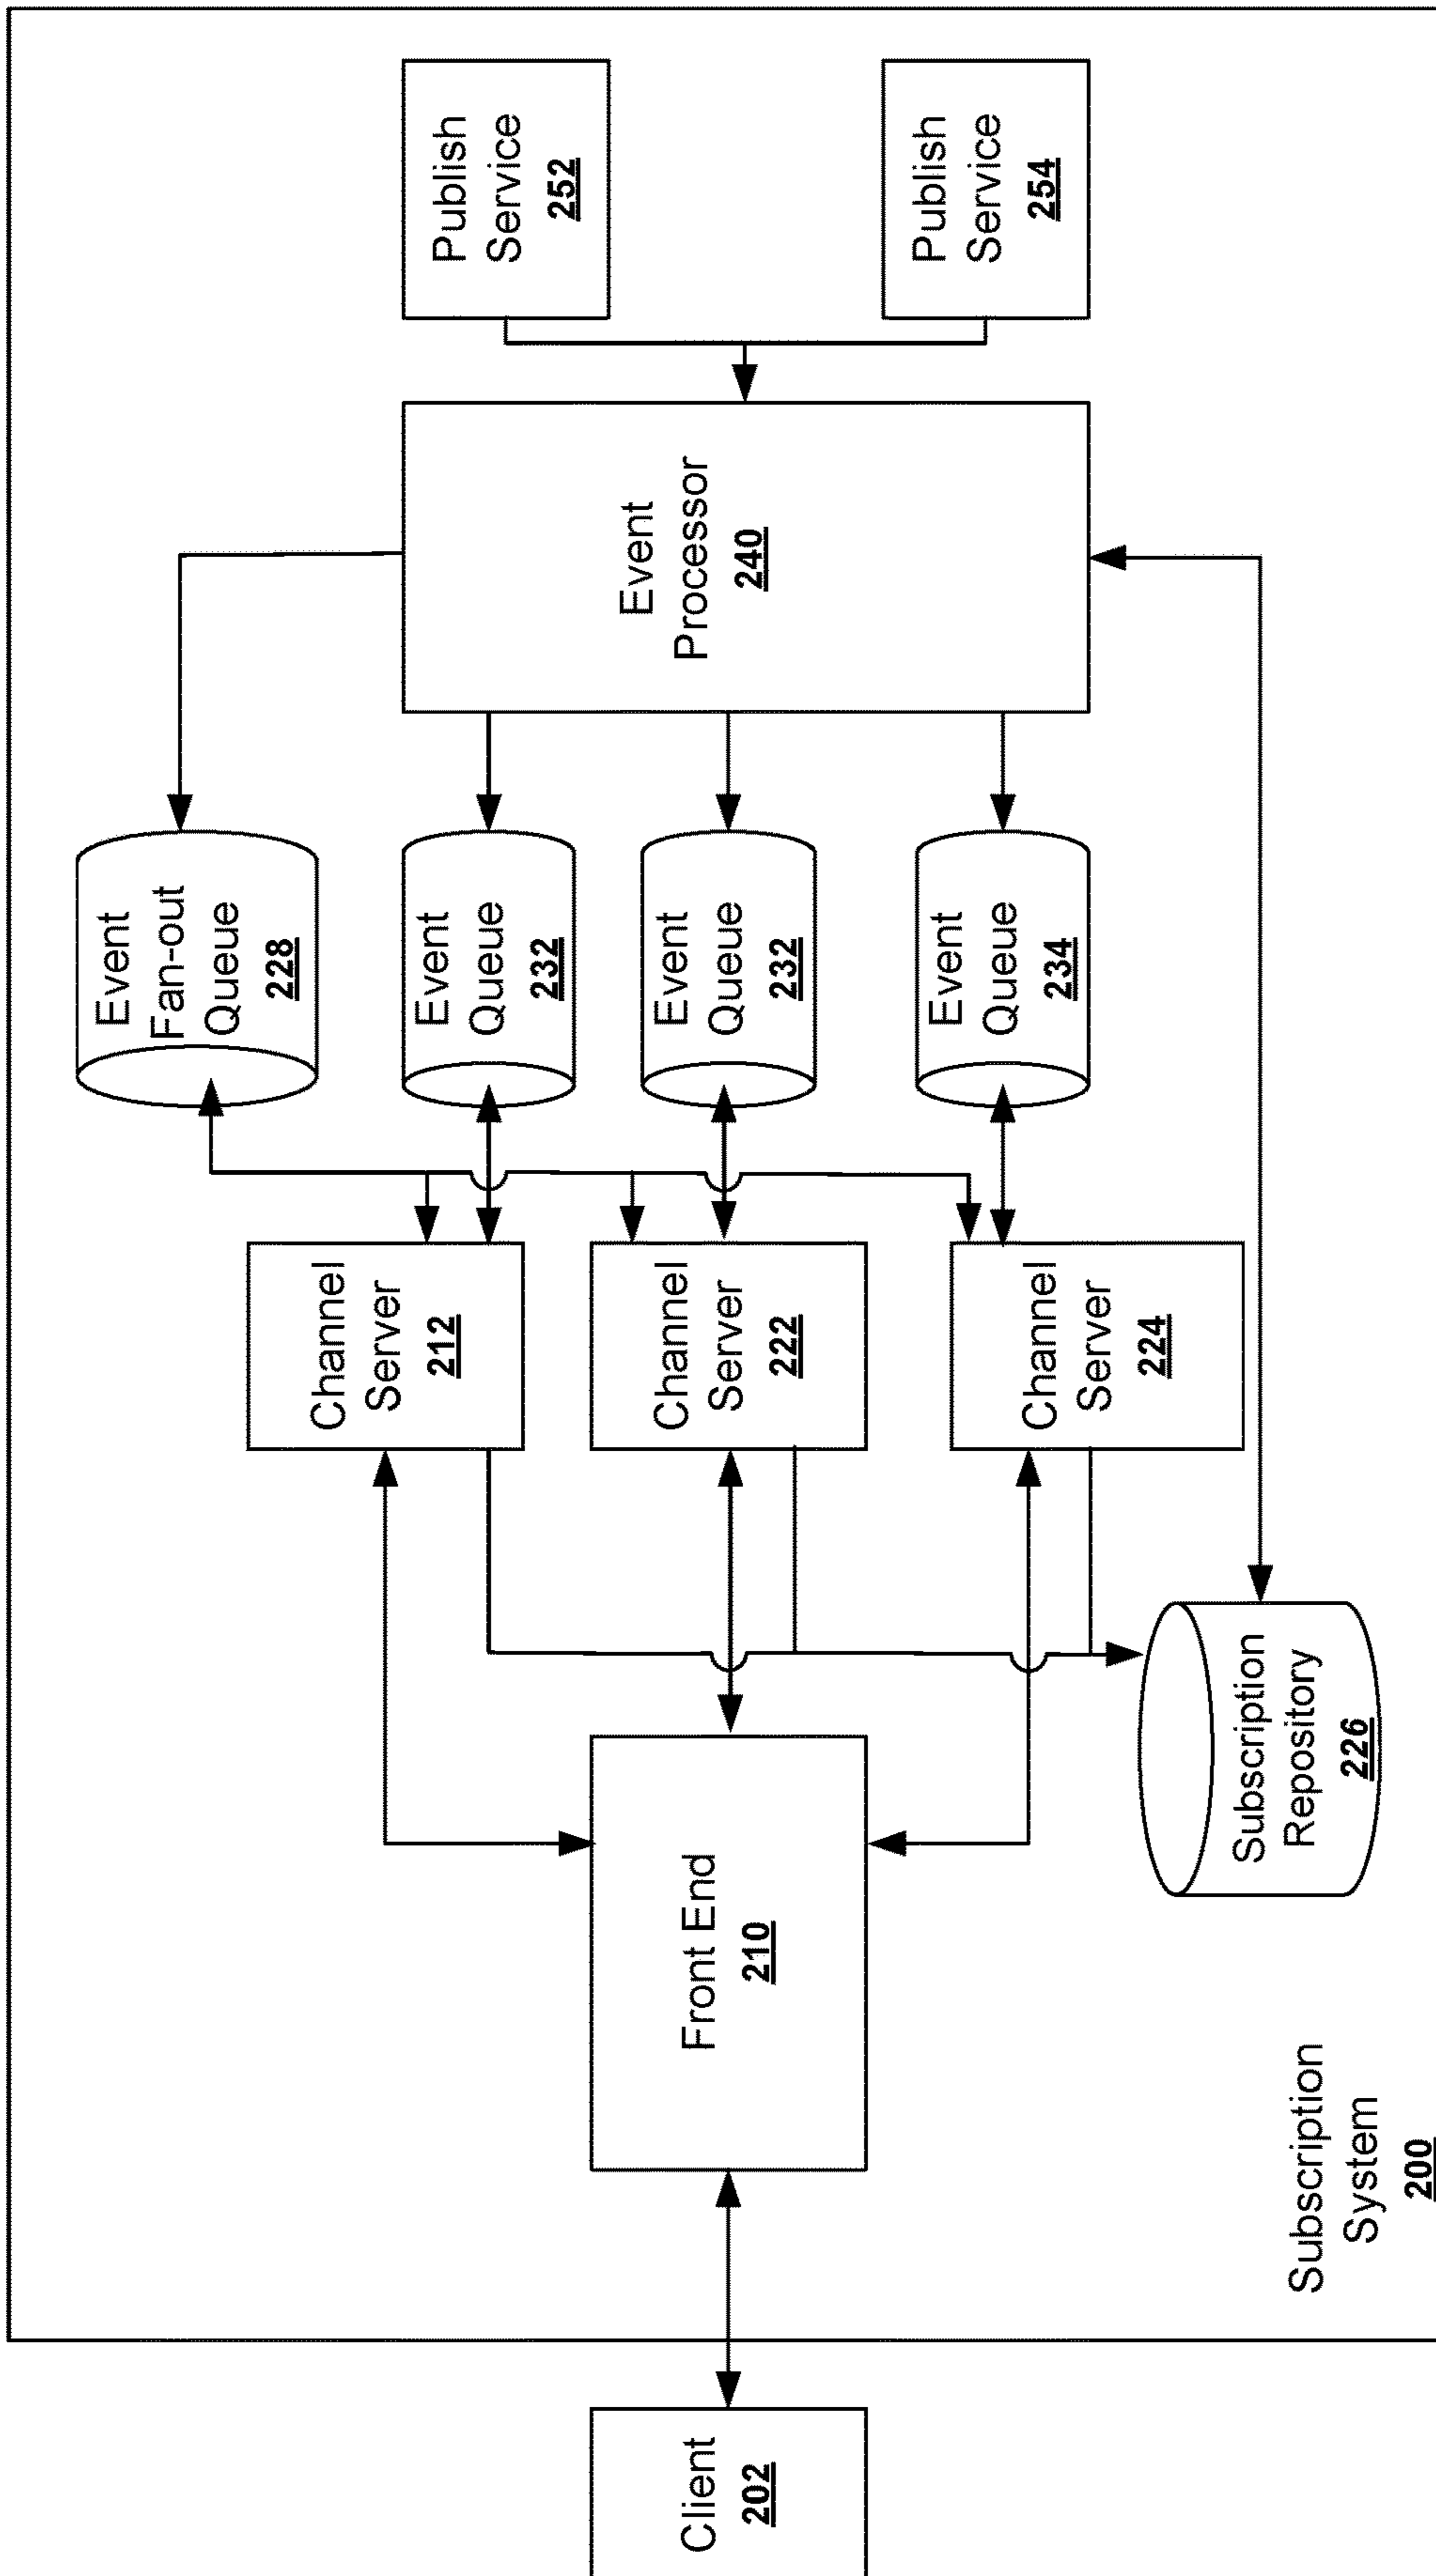 Client
202
Front End
210
Subscription
System
200
Channel
Server
212
Channel
Server
222
Channel
Server
224
Subscription
Repository
226
Event
Fan-out
Queue
228
Event
Queue
232
Event
Queue
232
Event
Queue
234
Event
Processor
240
Publish
Service
252
Publish
Service
254